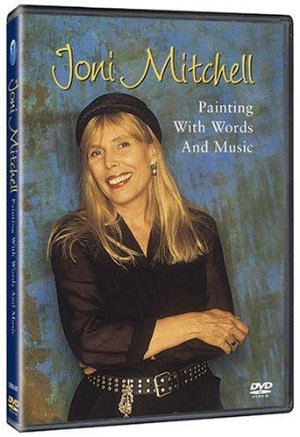 Joni Mitchell
Painting
With Words
And Music
Joni Mitchell
Painting With Words And Music
DVD
VIDEO